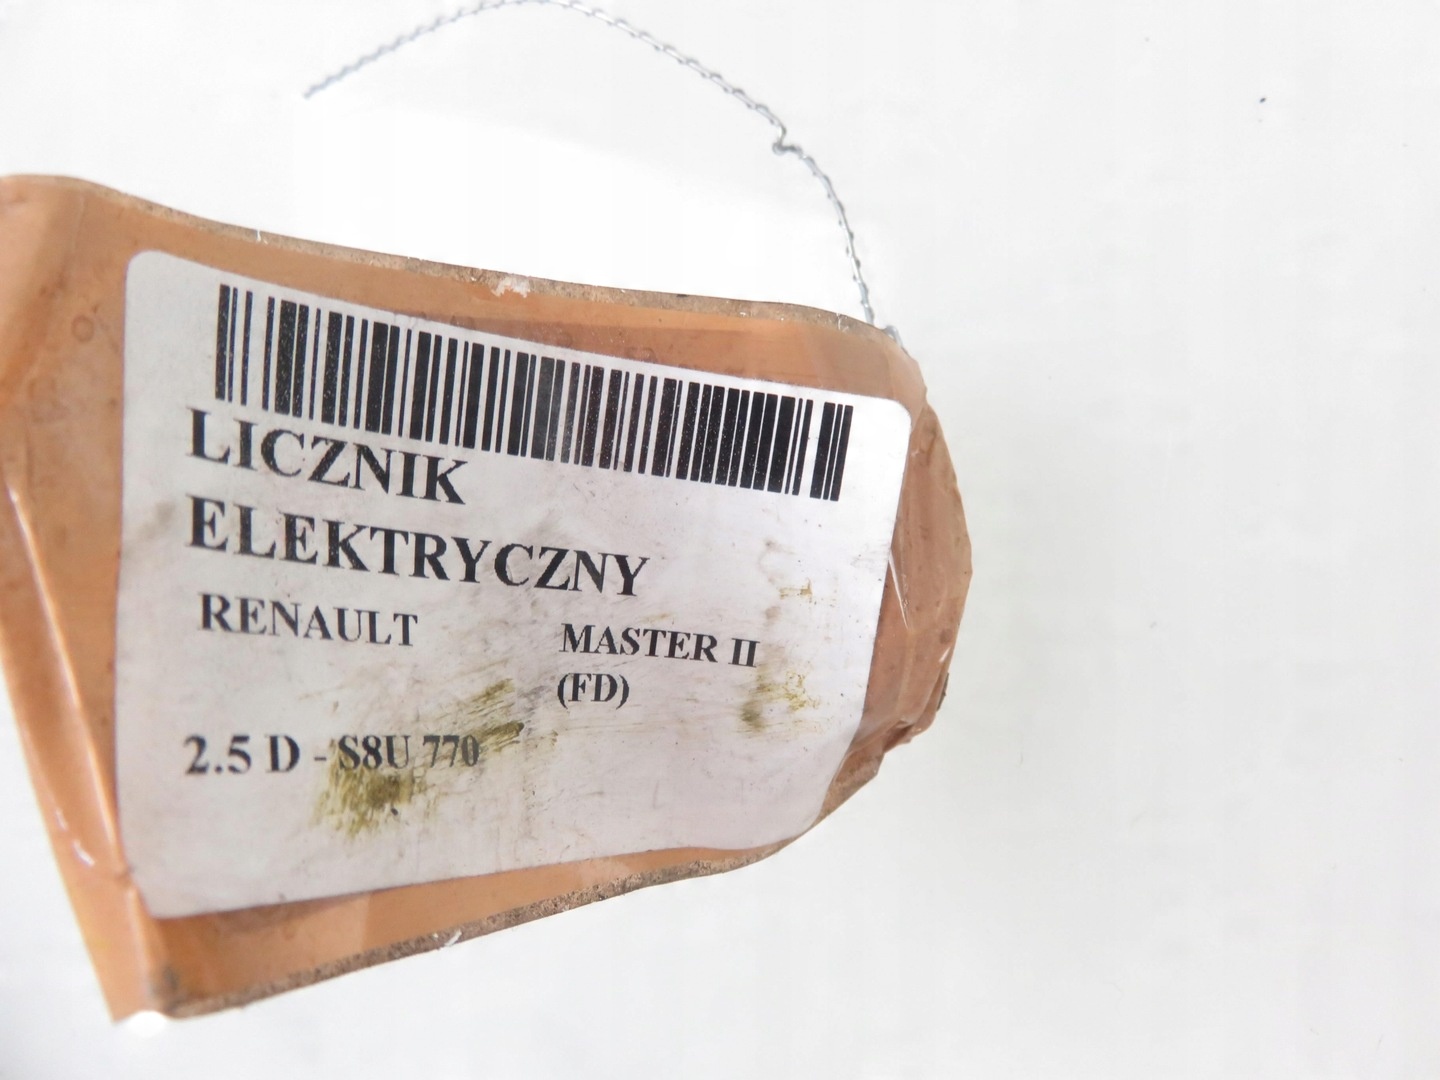 LICZNIK
ELEKTRYCZNY
RENAULT MASTER II
(FD)
2.5 D - S8U 770